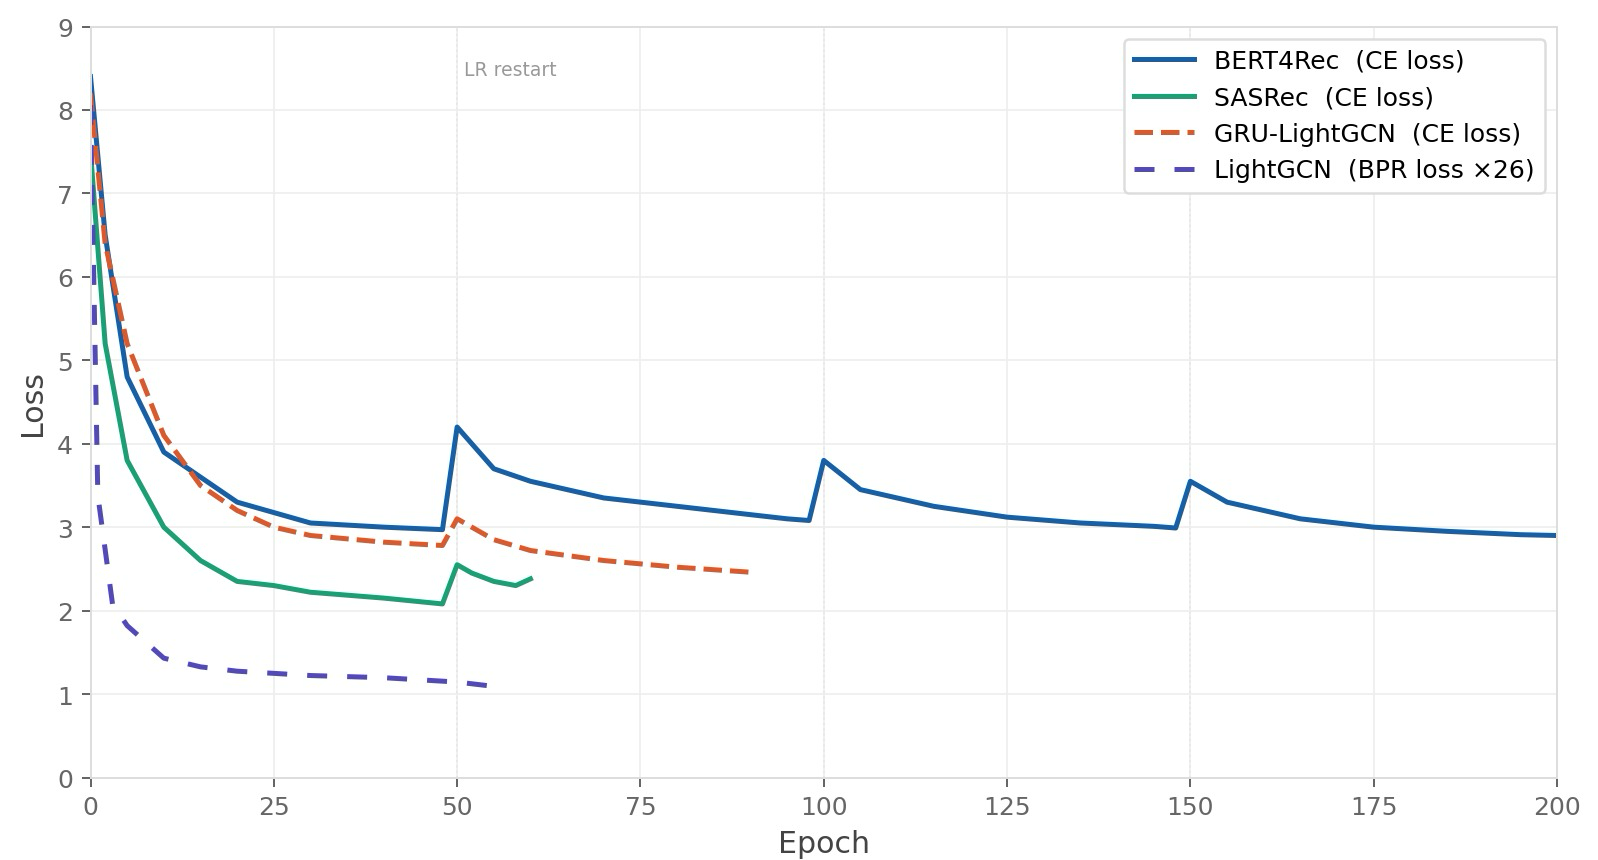 LR restart
BERT4Rec (CE loss)
SASRec (CE loss)
GRU-LightGCN (CE loss)
LightGCN (BPR loss ×26)
Loss
9
8
7
6
5
4
3
2
1
0
0 25 50 75 100 125 150 175 200
Epoch